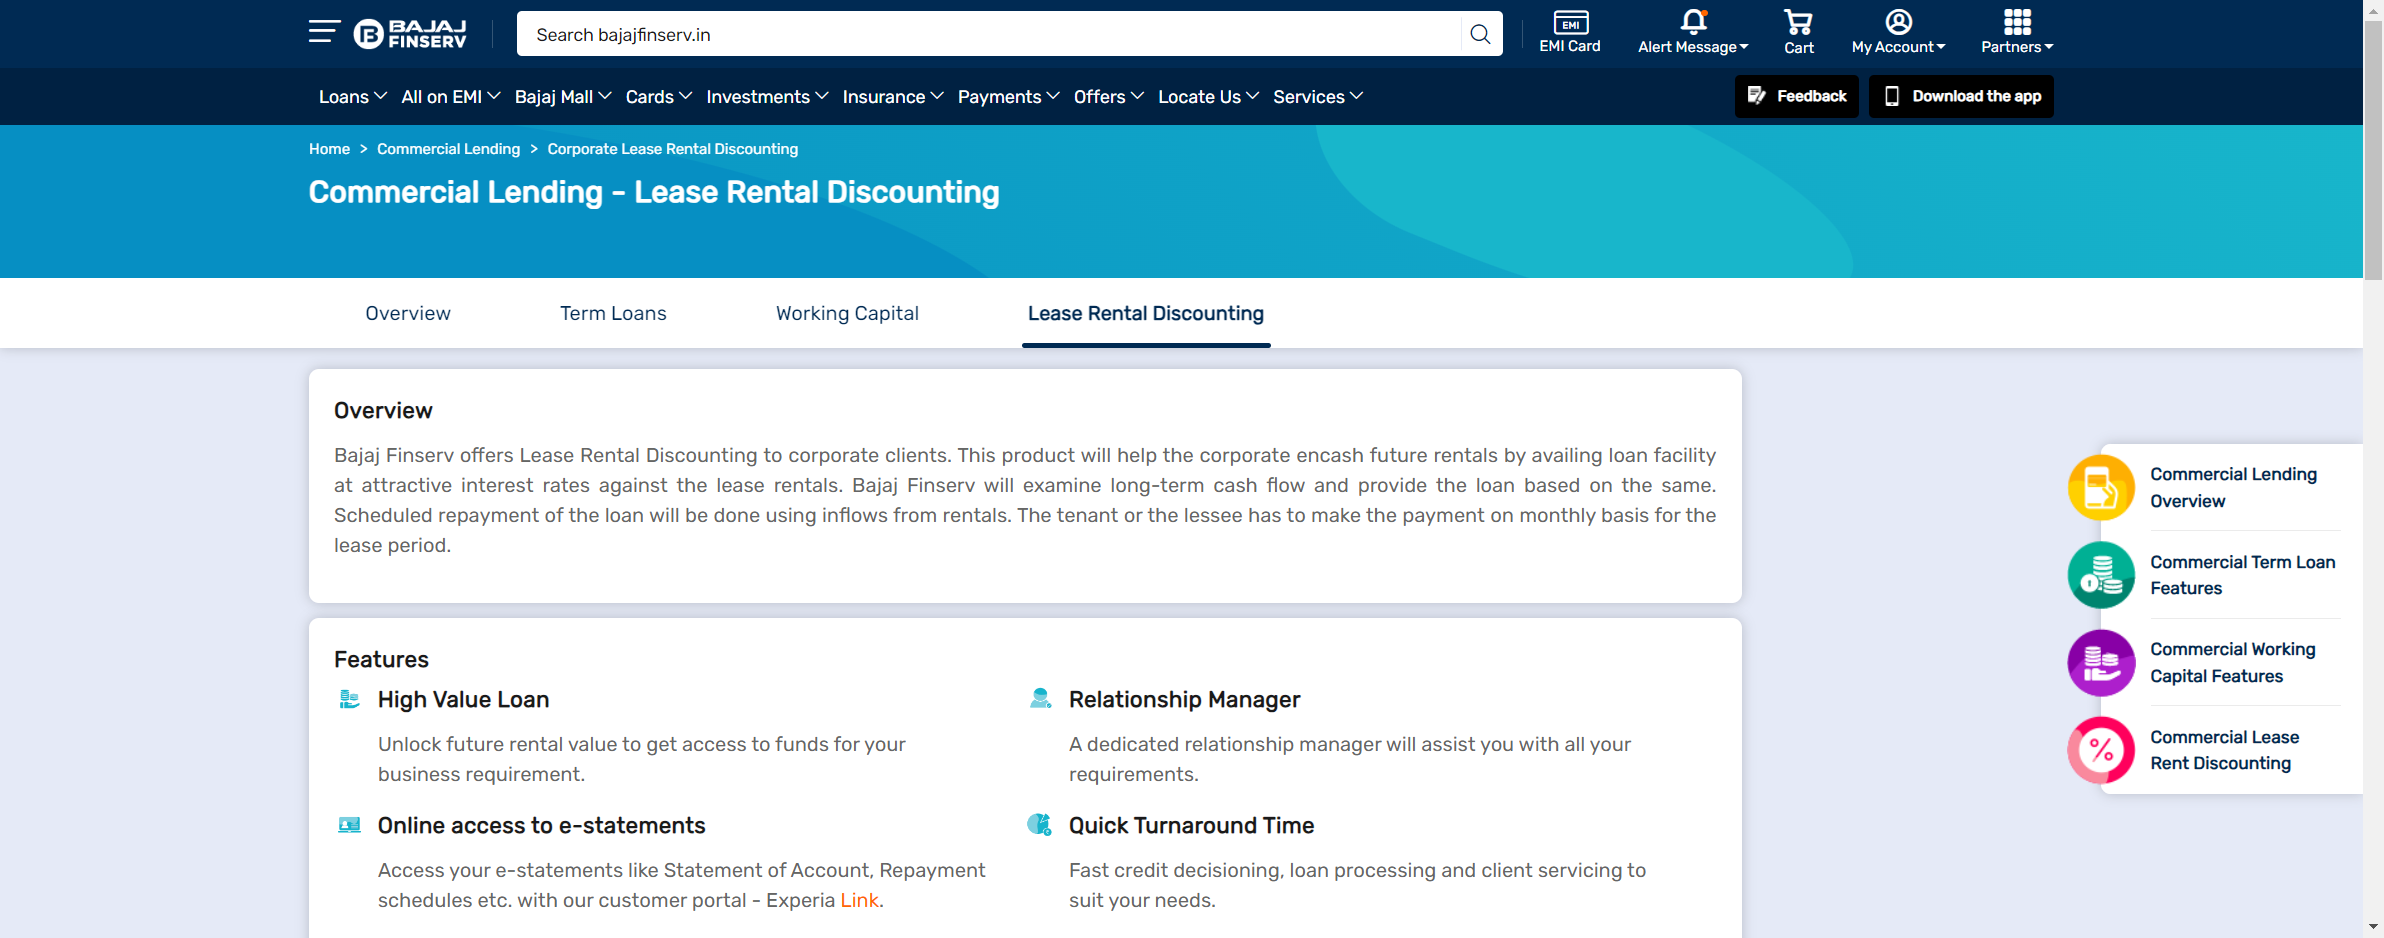 BAJAJ
FINSERV
Search bajajfinserv.in
EMI
EMI Card
Alert Message
Cart
My Account
Partners
Loans All on EMI Bajaj Mall Cards Investments Insurance Payments Offers Locate Us Services
Feedback
Download the app
Home > Commercial Lending > Corporate Lease Rental Discounting
Commercial Lending - Lease Rental Discounting
Overview Term Loans Working Capital Lease Rental Discounting
Overview
Bajaj Finserv offers Lease Rental Discounting to corporate clients. This product will help the corporate encash future rentals by availing loan facility
at attractive interest rates against the lease rentals. Bajaj Finserv will examine long-term cash flow and provide the loan based on the same.
Scheduled repayment of the loan will be done using inflows from rentals. The tenant or the lessee has to make the payment on monthly basis for the
lease period.
Features
High Value Loan
Unlock future rental value to get access to funds for your
business requirement.
Relationship Manager
A dedicated relationship manager will assist you with all your
requirements.
Online access to e-statements
Access your e-statements like Statement of Account, Repayment
schedules etc. with our customer portal - Experia Link.
Quick Turnaround Time
Fast credit decisioning, loan processing and client servicing to
suit your needs.
Commercial Lending
Overview
Commercial Term Loan
Features
Commercial Working
Capital Features
%
Commercial Lease
Rent Discounting